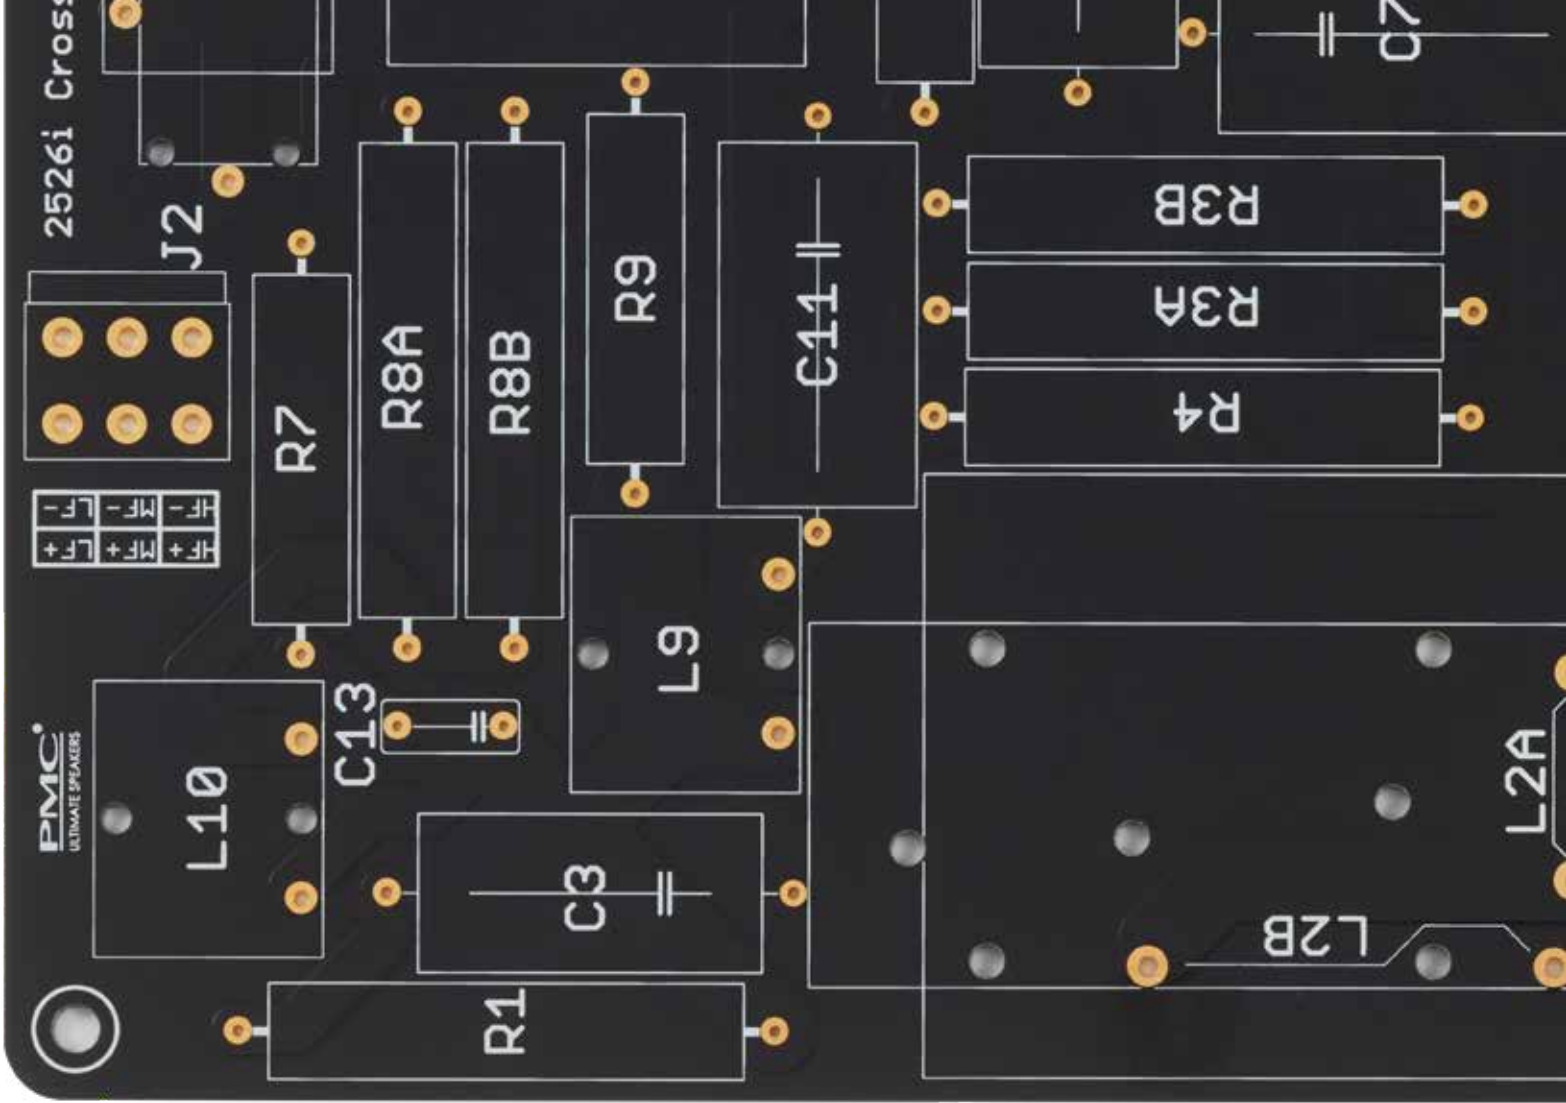 2526i Cross
C7
J2
R3B
R9
R3A
R8A
R8B
C11
R7
R4
LF- MF- HF-
LF+ MF+ HF+
L9
C13
PMC
ULTIMATE SPEAKERS
L10
L2A
C3
L2B
R1